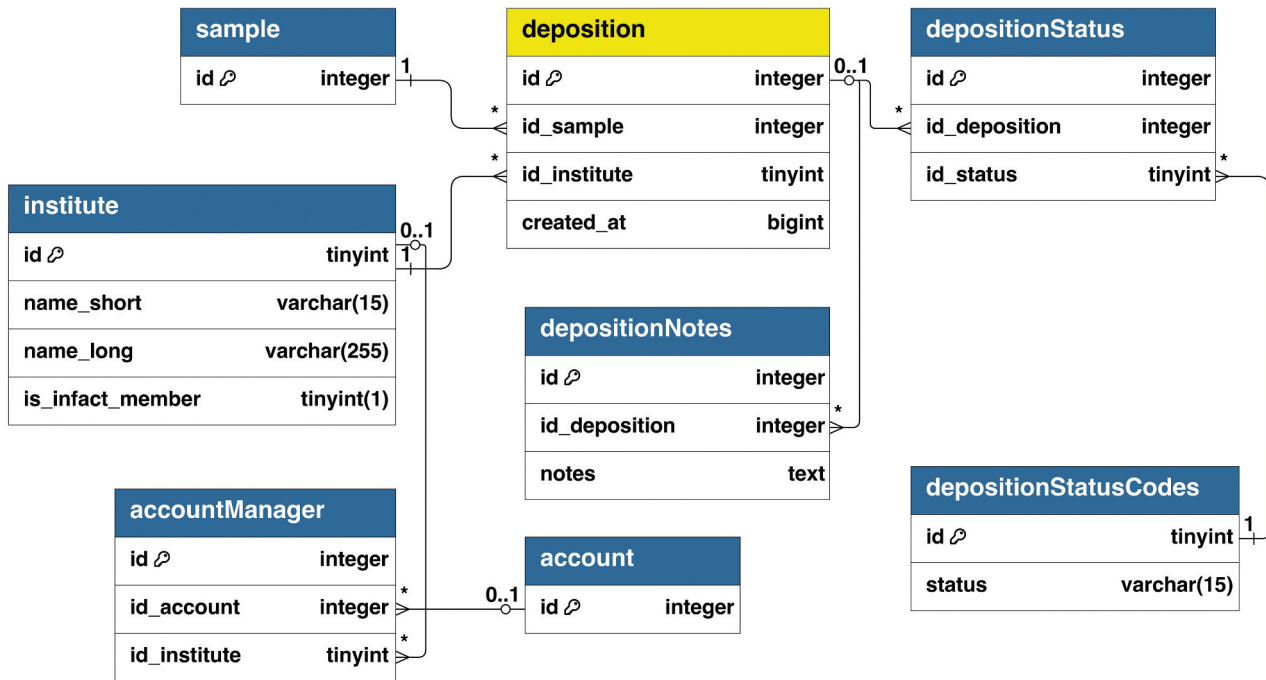 sample
id integer
1
*
deposition
id integer
id_sample integer
id_institute tinyint
created_at bigint
0..1
*
depositionStatus
id integer
id_deposition integer
id_status tinyint
*
*
institute
id tinyint
name_short varchar(15)
name_long varchar(255)
is_infact_member tinyint(1)
0..1
1
depositionNotes
id integer
id_deposition integer
notes text
*
depositionStatusCodes
id tinyint
status varchar(15)
1
accountManager
id integer
id_account integer
id_institute tinyint
*
*
0..1
account
id integer